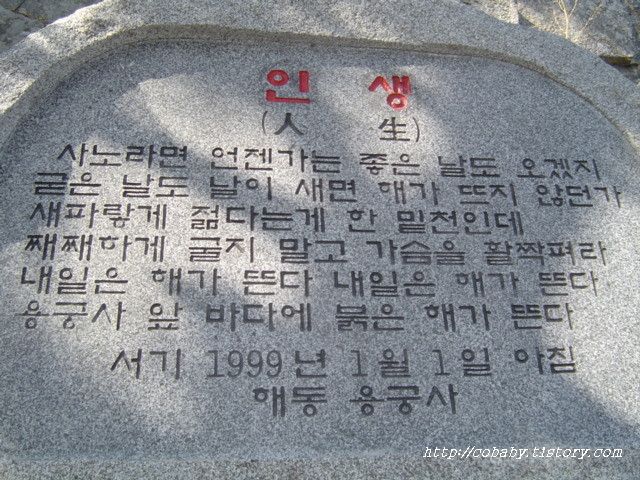 인 생
(人 生)
사노라면 언젠가는 좋은 날도 오겠지
굶은 날도 날이 새면 해가 뜨지 않던가
새파랗게 젊다는게 한 밑천인데
째째하게 굴지 말고 가슴을 활짝펴라
내일은 해가 뜬다 내일은 해가 뜬다
용궁사 앞 바다에 붉은 해가 뜬다
서기 1999년 1월 1일 아침
해동 용궁사
http://cobaby.tistory.com